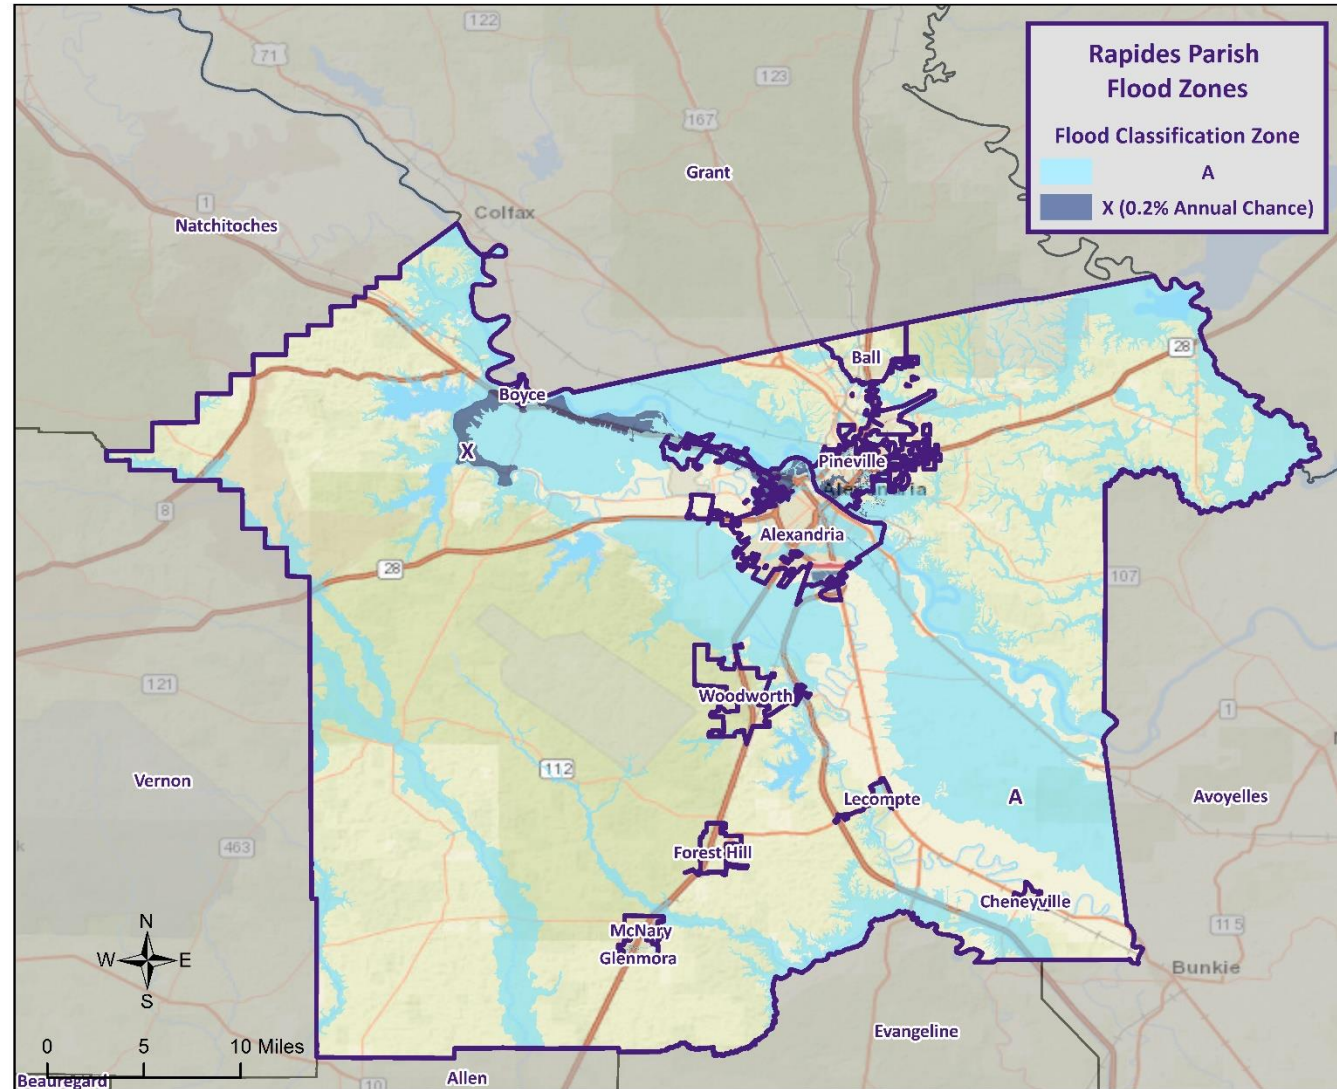 Rapides Parish
Flood Zones
Flood Classification Zone
A
X (0.2% Annual Chance)
122
71
123
167
Grant
1
Colfax
Natchitoches
Ball
28
Boyce
X
Pineville
Alexandria
Alexandria
8
28
107
121
Woodworth
1
112
Vernon
Lecompte
A
Avoyelles
463
Forest Hill
Cheneyville
115
McNary
Glenmora
Bunkie
N
W E
S
Evangeline
0 5 10 Miles
10
Allen
Beauregard